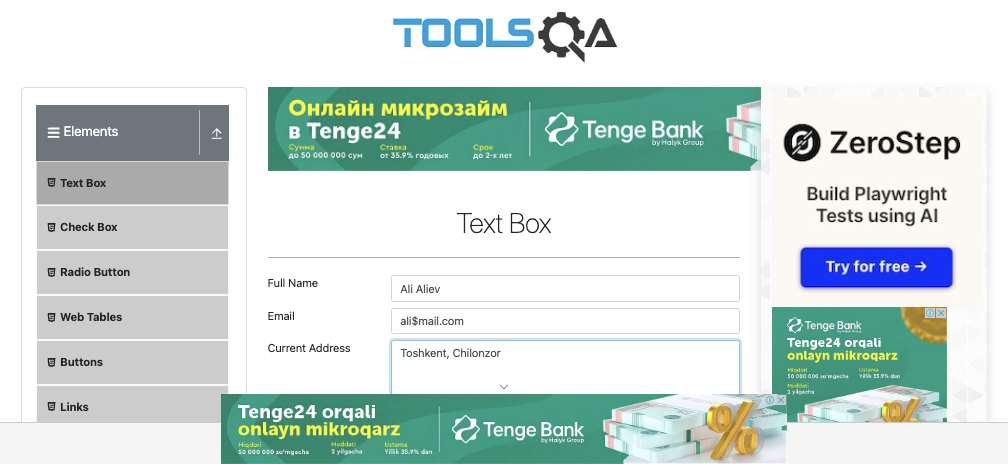 TOOLSQA
Elements
Text Box
Check Box
Radio Button
Web Tables
Buttons
Links
Онлайн микрозайм
в Tenge24
Сумма
до 50 000 000 сум
Ставка
от 35.9% годовых
Срок
до 2-х лет
Tenge Bank
by Halyk Group
Text Box
Full Name
Ali Aliev
Email
ali$mail.com
Current Address
Toshkent, Chilonzor
ZeroStep
Build Playwright
Tests using AI
Try for free →
Tenge Bank
by Halyk Group
Tenge24 orqali
onlayn mikroqarz
Miqdori
50 000 000 so'mgacha
Ustama
Yillik 35.9% dan
Muddati
2 yilgacha
Tenge24 orqali
onlayn mikroqarz
Miqdori
50 000 000 so'mgacha
Muddati
2 yilgacha
Ustama
Yillik 35.9% dan
Tenge Bank
by Halyk Group
%